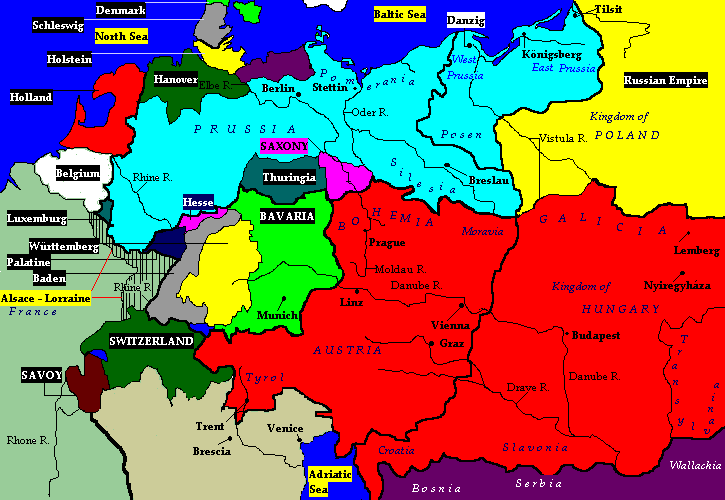 Denmark
Baltic Sea
Tilsit
Schleswig
Danzig
North Sea
Königsberg
Holstein
West
Prussia
East Prussia
Hanover
Elbe R.
Pomerania
Russian Empire
Berlin
Stettin
Holland
Oder R.
Kingdom of
POLAND
PRUSSIA
Posen
Vistula R.
SAXONY
Belgium
Rhine R.
Thuringia
Silesia
Breslau
Hesse
Luxemburg
BAVARIA
BOHEMIA
GALICIA
Moravia
Württemberg
Prague
Lemberg
Palatine
Moldau R.
Baden
Rhine R.
Danube R.
Kingdom of
HUNGARY
Nyiregyháza
Alsace - Lorraine
Linz
France
Munich
Vienna
SWITZERLAND
Graz
Budapest
AUSTRIA
Transylvania
SAVOY
Tyrol
Drave R.
Danube R.
Trent
Venice
Rhone R.
Brescia
Croatia
Slavonia
Wallachia
Adriatic
Sea
Bosnia
Serbia